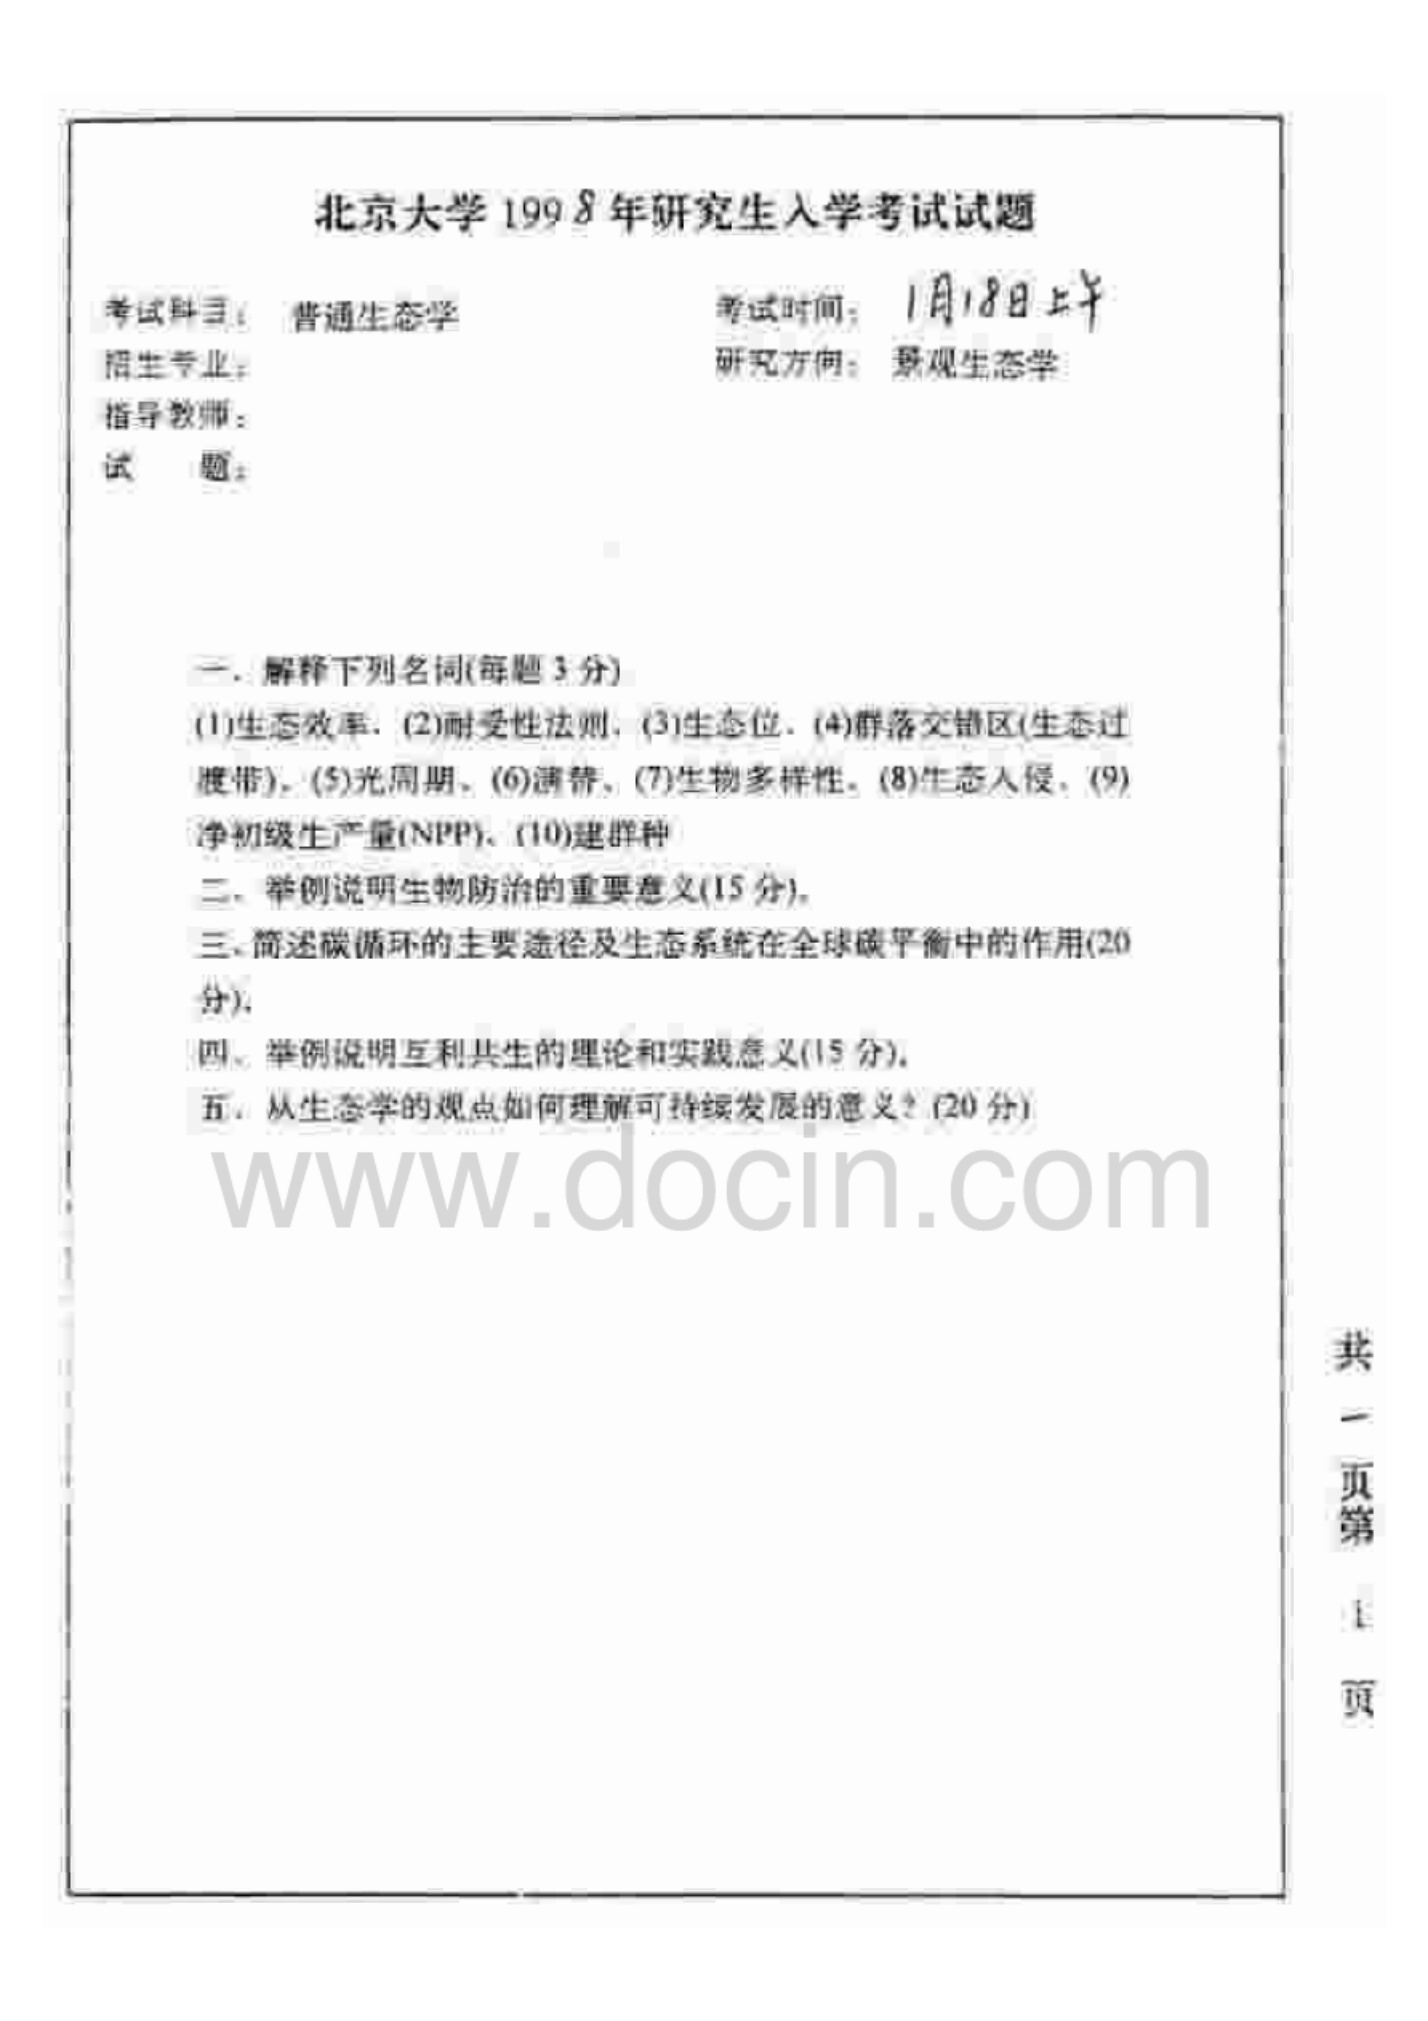 北京大学 1998 年研究生入学考试试题
考试科目： 普通生态学 考试时间： 1月18日上午
招生专业： 研究方向： 景观生态学
指导教师：
试 题：
一．解释下列名词(每题 3 分)
(1)生态效率、(2)耐受性法则、(3)生态位、(4)群落交错区(生态过
渡带)、(5)光周期、(6)演替、(7)生物多样性、(8)生态入侵、(9)
净初级生产量(NPP)、(10)建群种
二、举例说明生物防治的重要意义(15 分)。
三、简述碳循环的主要途径及生态系统在全球碳平衡中的作用(20
分)。
四、举例说明互利共生的理论和实践意义(15 分)。
五、从生态学的观点如何理解可持续发展的意义？(20 分)
www.docin.com
共一页第 1 页